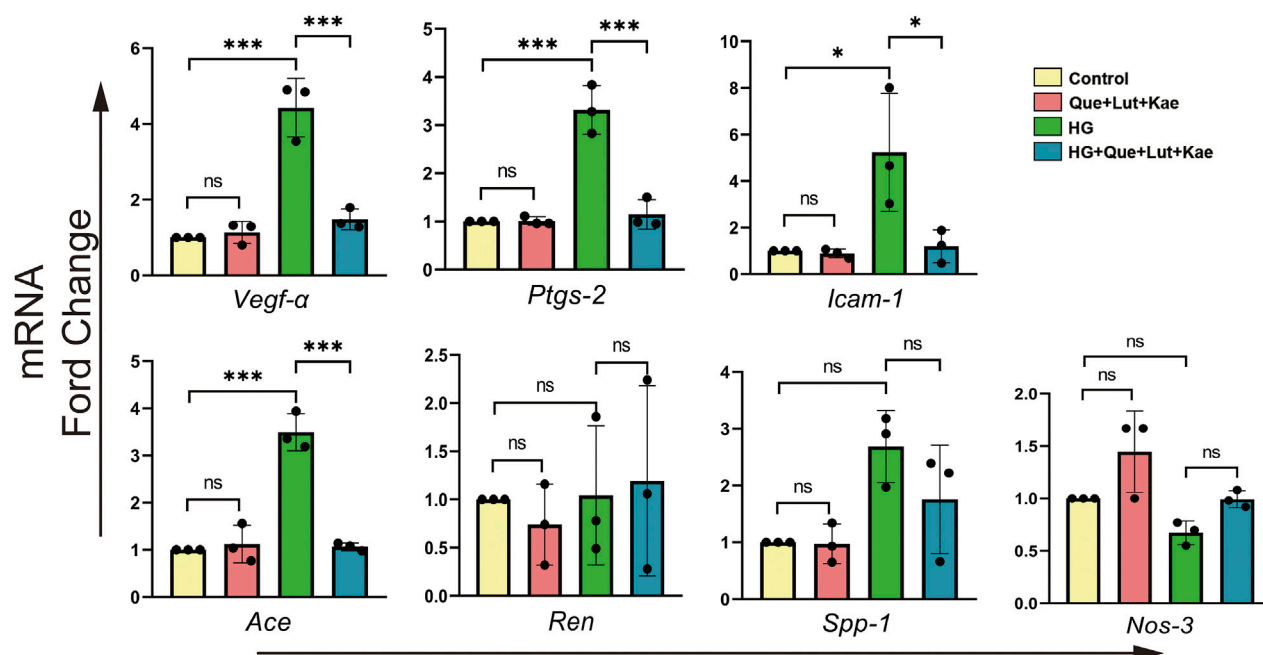 mRNA
Ford Change
Control
Que+Lut+Kae
HG
HG+Que+Lut+Kae
6
4
2
0
ns
***
***
Vegf-α
5
4
3
2
1
0
ns
***
***
Ptgs-2
10
8
6
4
2
0
ns
*
*
Icam-1
5
4
3
2
1
0
ns
***
***
Ace
2.5
2.0
1.5
1.0
0.5
0.0
ns
ns
ns
Ren
4
3
2
1
0
ns
ns
ns
Spp-1
2.0
1.5
1.0
0.5
0.0
ns
ns
ns
Nos-3